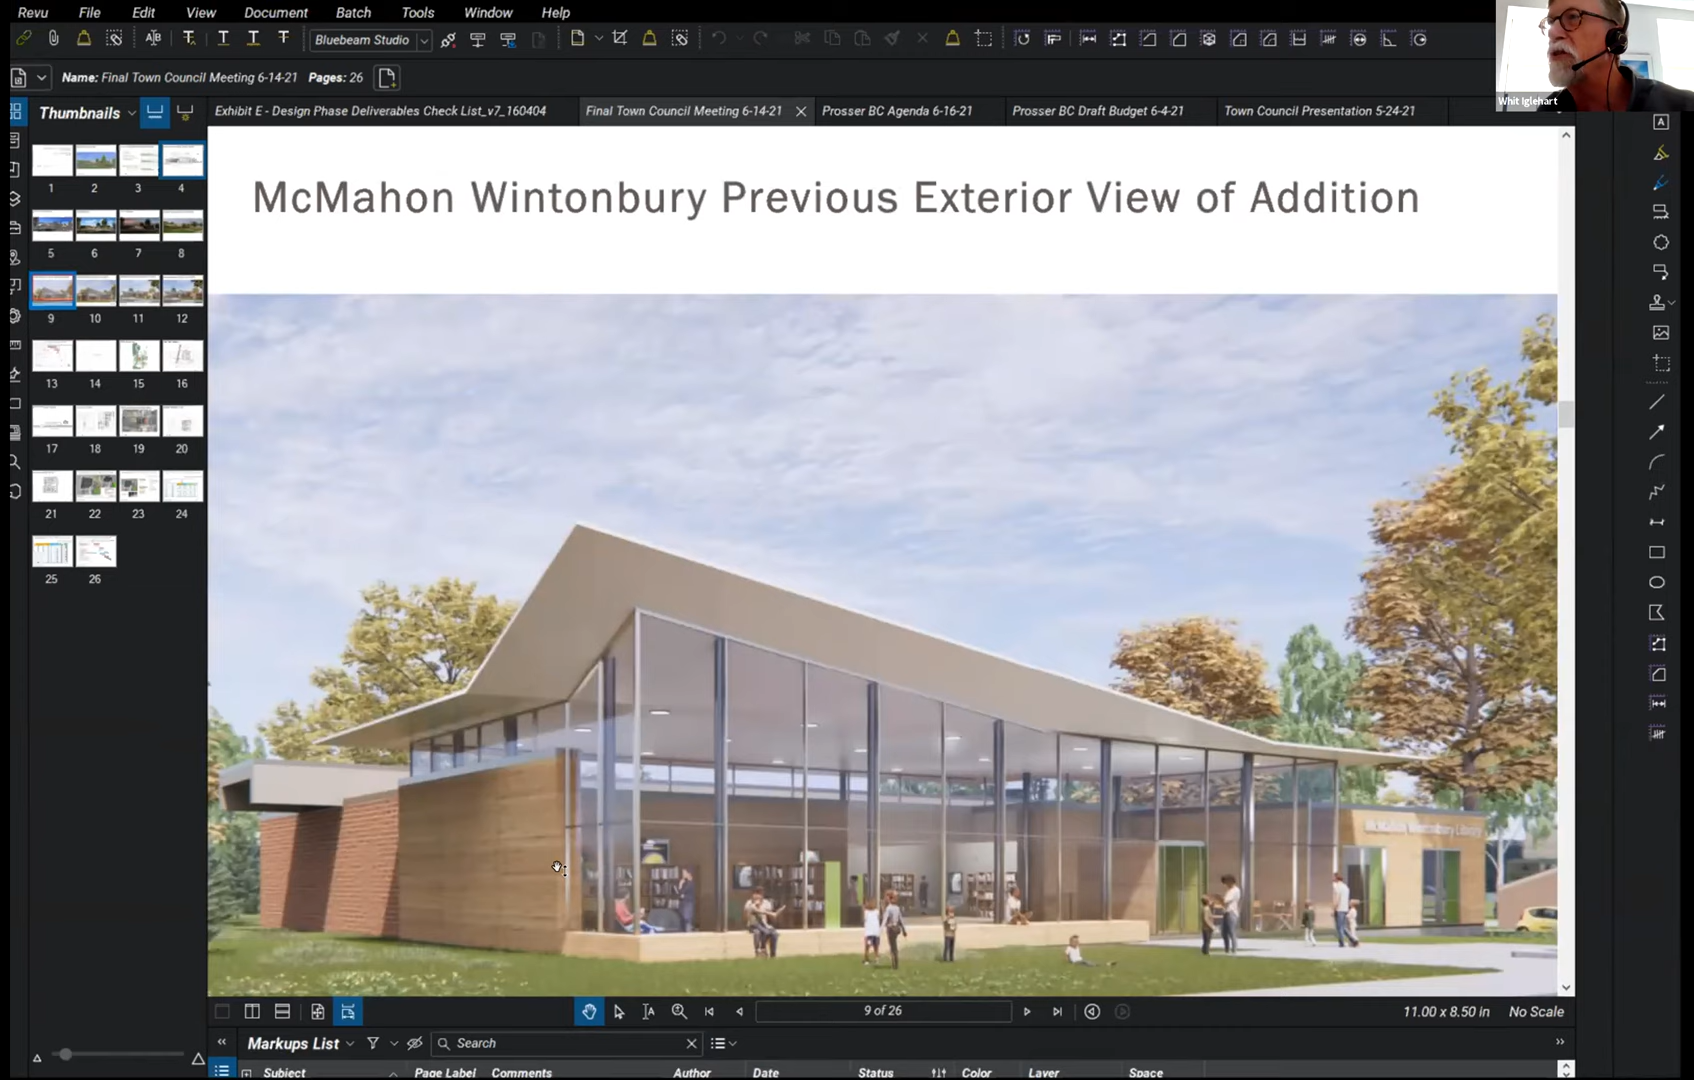 Revu File Edit View Document Batch Tools Window Help
Bluebeam Studio
Whit Iglehart
Name: Final Town Council Meeting 6-14-21 Pages: 26
Thumbnails
Exhibit E - Design Phase Deliverables Check List_v7_160404 Final Town Council Meeting 6-14-21 Prosser BC Agenda 6-16-21 Prosser BC Draft Budget 6-4-21 Town Council Presentation 5-24-21
McMahon Wintonbury Previous Exterior View of Addition
1 2 3 4
5 6 7 8
9 10 11 12
13 14 15 16
17 18 19 20
21 22 23 24
25 26
McMahon Wintonbury Library
9 of 26
11.00 x 8.50 in No Scale
Markups List Search
Subject Page Label Comments Author Date Status Color Layer Space